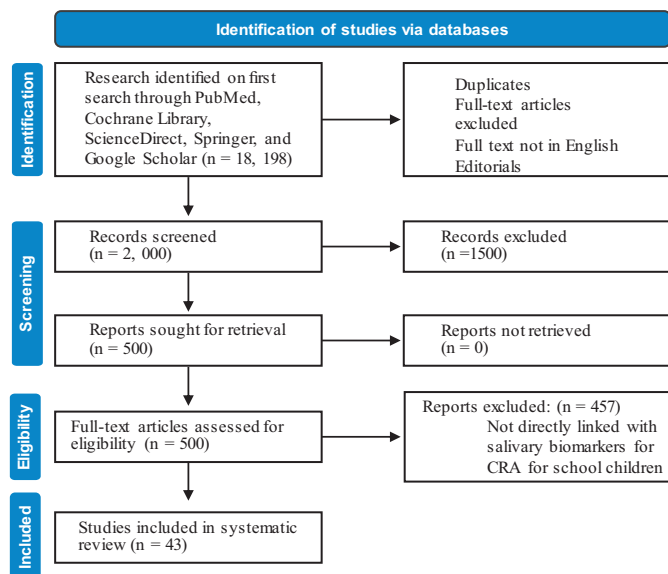 Identification of studies via databases
Identification
Research identified on first
search through PubMed,
Cochrane Library,
ScienceDirect, Springer, and
Google Scholar (n = 18, 198)
Duplicates
Full-text articles
excluded
Full text not in English
Editorials
Screening
Records screened
(n = 2, 000)
Records excluded
(n =1500)
Reports sought for retrieval
(n = 500)
Reports not retrieved
(n = 0)
Eligibility
Full-text articles assessed for
eligibility (n = 500)
Reports excluded: (n = 457)
Not directly linked with
salivary biomarkers for
CRA for school children
Included
Studies included in systematic
review (n = 43)